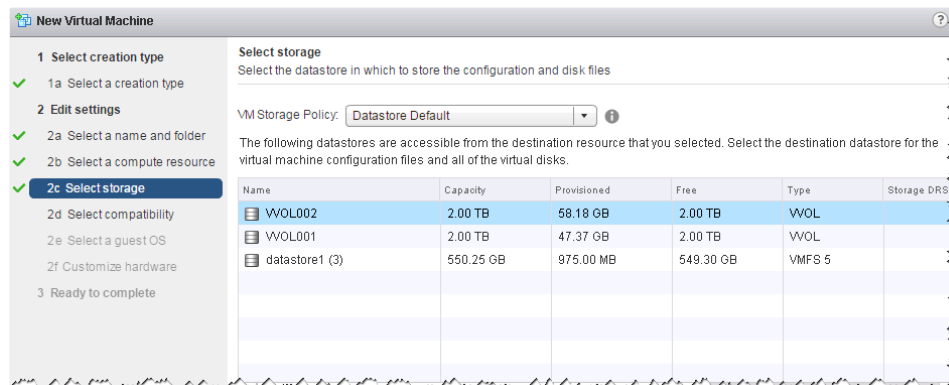 New Virtual Machine
?
1 Select creation type
1a Select a creation type
2 Edit settings
2a Select a name and folder
2b Select a compute resource
2c Select storage
2d Select compatibility
2e Select a guest OS
2f Customize hardware
3 Ready to complete
Select storage
Select the datastore in which to store the configuration and disk files
VM Storage Policy: Datastore Default
The following datastores are accessible from the destination resource that you selected. Select the destination datastore for the
virtual machine configuration files and all of the virtual disks.
Name Capacity Provisioned Free Type Storage DRS
VVOL002 2.00 TB 58.18 GB 2.00 TB VVOL
VVOL001 2.00 TB 47.37 GB 2.00 TB VVOL
datastore1 (3) 550.25 GB 975.00 MB 549.30 GB VMFS 5